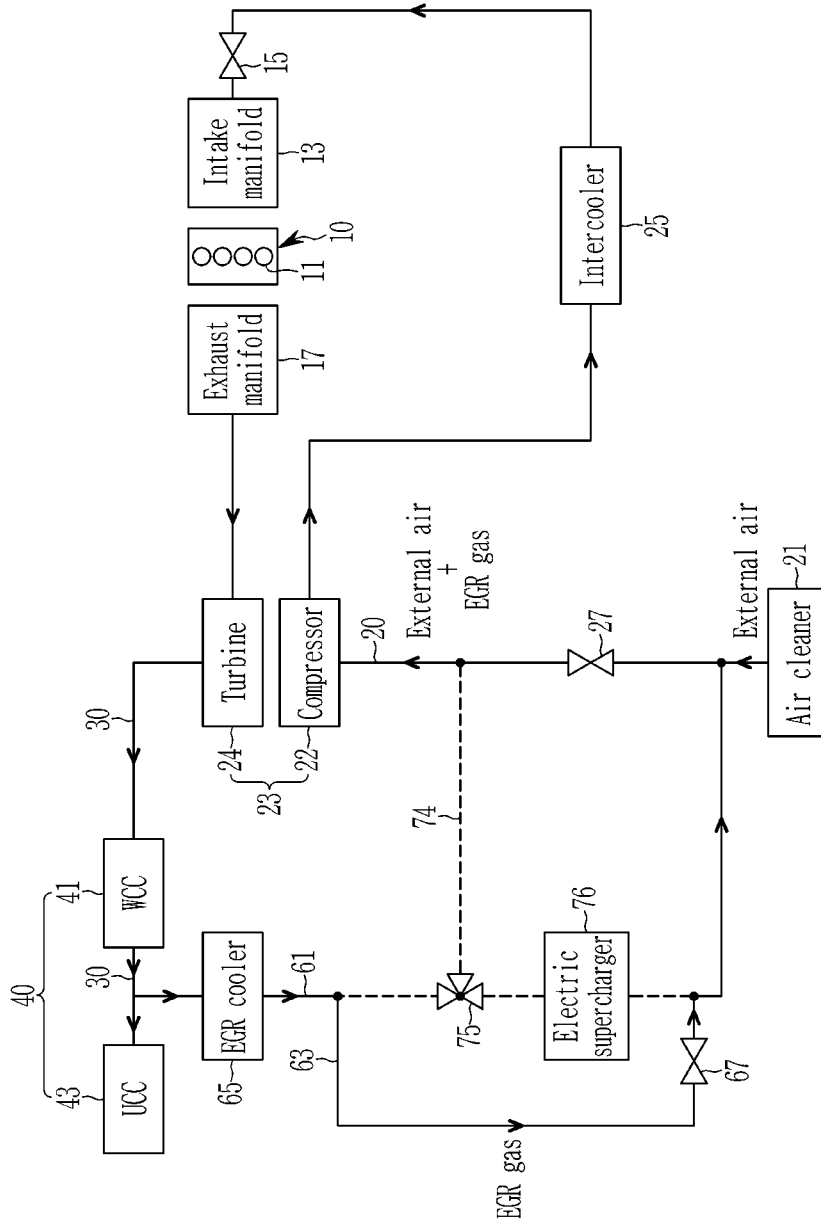 40
43
41
30
30
UCC
WCC
65
EGR cooler
24
Turbine
Exhaust
manifold
17
11
10
Intake
manifold
13
15
23
22
Compressor
61
63
20
74
75
External air
+
EGR gas
EGR gas
Electric
supercharger
76
67
27
Intercooler
25
External air
Air cleaner
21